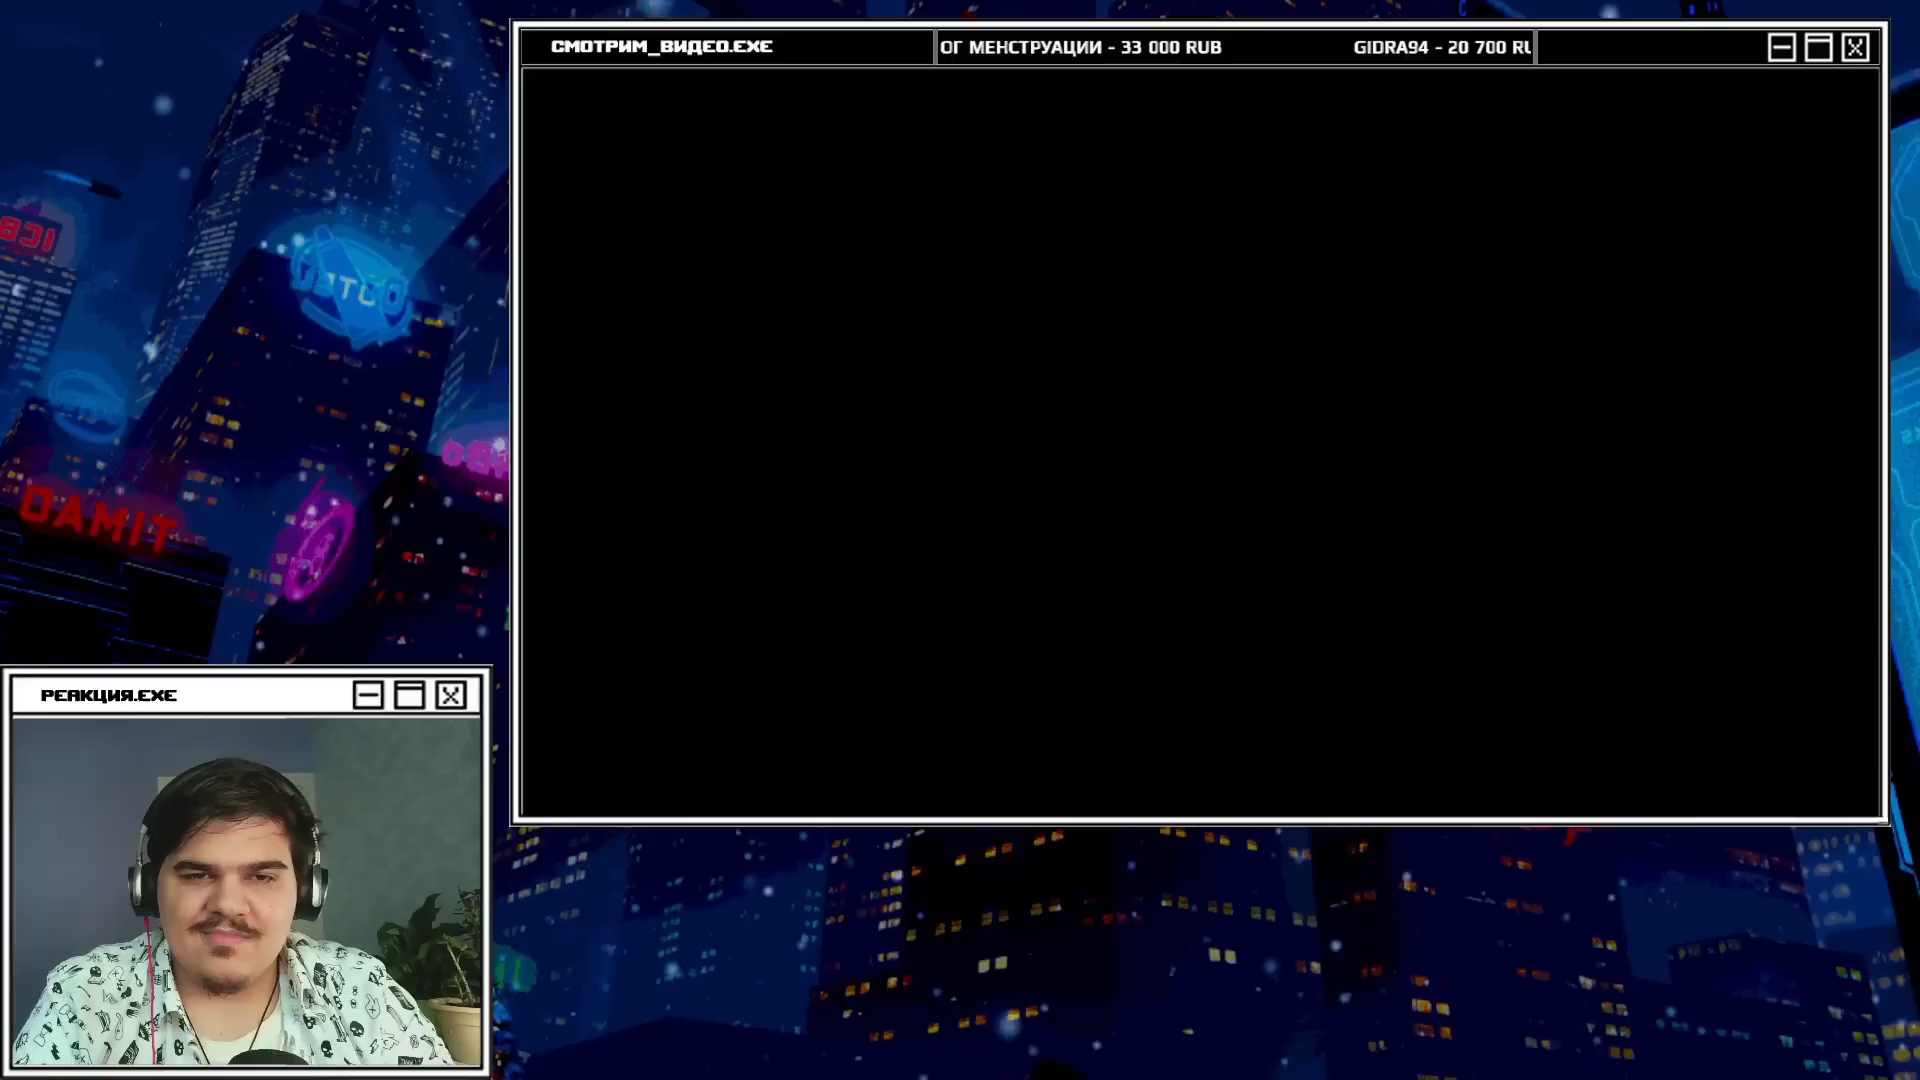 СМОТРИМ_ВИДЕО.EXE
ОГ МЕНСТРУАЦИИ - 33 000 RUB
GIDRA94 - 20 700 RU
РЕАКЦИЯ.EXE